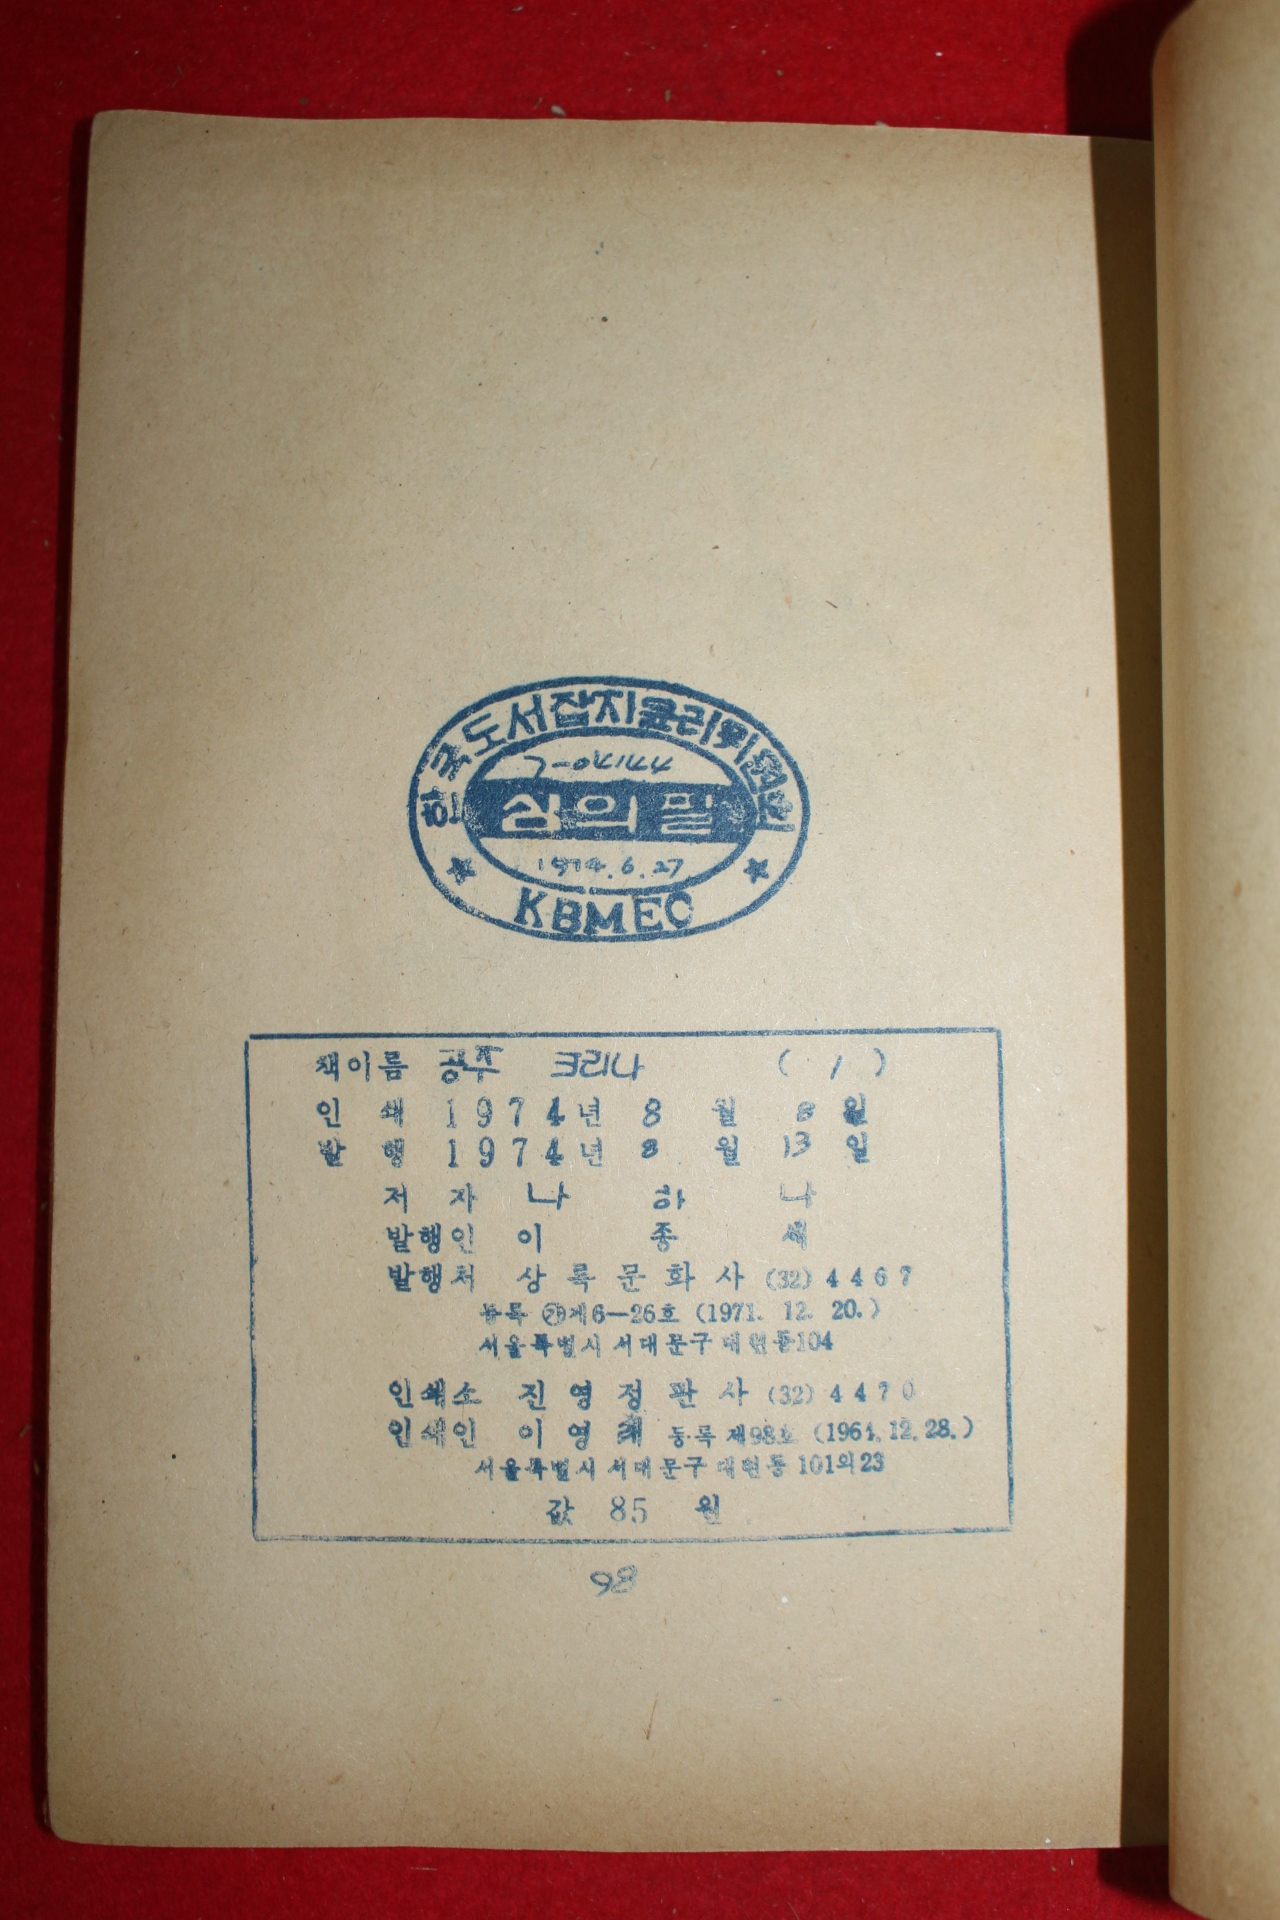 한국도서잡지윤리위원회
심의필
1974.6.27
KBMEC
책이름 공주 크리나 ( 1 )
인 쇄 1974년 8 월 8 일
발 행 1974년 8 월 13 일
저 자 나 하 나
발행인 이 종 세
발행처 상 록 문 화 사 (32) 4467
등록 제6-26호 (1971. 12. 20.)
서울특별시 서대문구 대현동104
인쇄소 진 영 정 판 사 (32) 4470
인쇄인 이 영 등록 제98호 (1964. 12. 28.)
서울특별시 서대문구 대현동 101의23
값 85 원
98